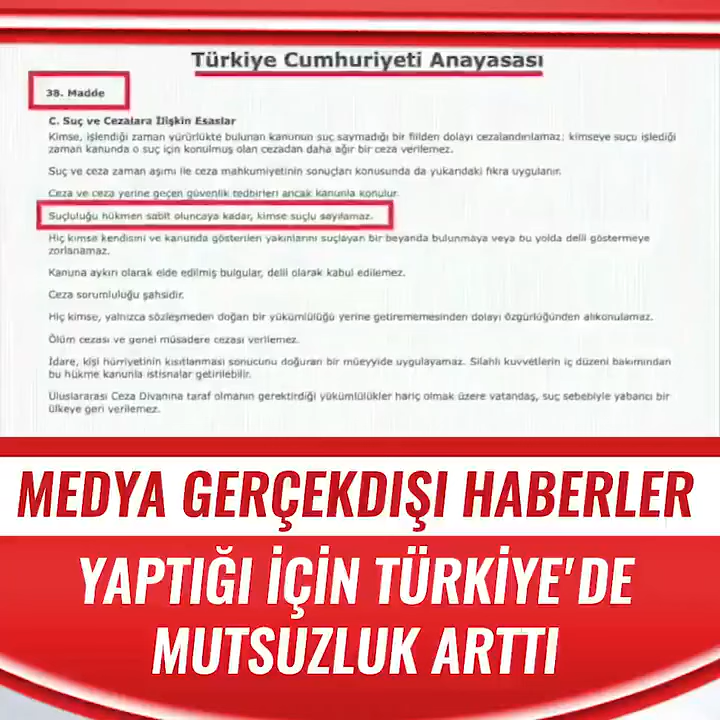 Türkiye Cumhuriyeti Anayasası
38. Madde
C. Suç ve Cezalara İlişkin Esaslar
Kimse, işlendiği zaman yürürlükte bulunan kanunun suç saymadığı bir fiilden dolayı cezalandırılamaz; kimseye suçu işlediği
zaman kanunda o suç için konulmuş olan cezadan daha ağır bir ceza verilemez.
Suç ve ceza zaman aşımı ile ceza mahkumiyetinin sonuçları konusunda da yukarıdaki fıkra uygulanır.
Ceza ve ceza yerine geçen güvenlik tedbirleri ancak kanunla konulur.
Suçluluğu hükmen sabit oluncaya kadar, kimse suçlu sayılamaz.
Hiç kimse kendisini ve kanunda gösterilen yakınlarını suçlayan bir beyanda bulunmaya veya bu yolda delil göstermeye
zorlanamaz.
Kanuna aykırı olarak elde edilmiş bulgular, delil olarak kabul edilemez.
Ceza sorumluluğu şahsidir.
Hiç kimse, yalnızca sözleşmeden doğan bir yükümlülüğü yerine getirememesinden dolayı özgürlüğünden alıkonulamaz.
Ölüm cezası ve genel müsadere cezası verilemez.
İdare, kişi hürriyetinin kısıtlanması sonucunu doğuran bir müeyyide uygulayamaz. Silahlı kuvvetlerin iç düzeni bakımından
bu hükme kanunla istisnalar getirilebilir.
Uluslararası Ceza Divanına taraf olmanın gerektirdiği yükümlülükler hariç olmak üzere vatandaş, suç sebebiyle yabancı bir
ülkeye geri verilemez.
MEDYA GERÇEKDIŞI HABERLER
YAPTIĞI İÇİN TÜRKİYE'DE
MUTSUZLUK ARTTI